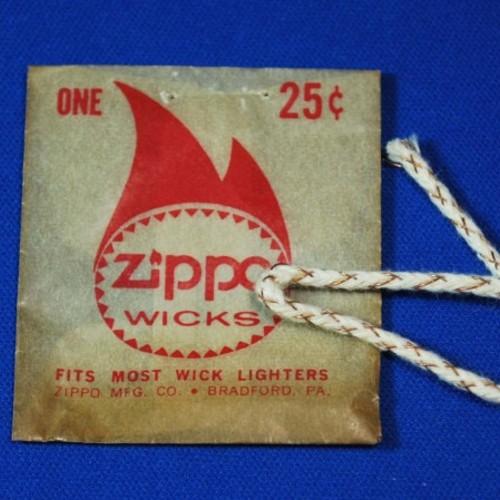 ONE 25¢
Zippo
WICKS
FITS MOST WICK LIGHTERS
ZIPPO MFG. CO. • BRADFORD, PA.